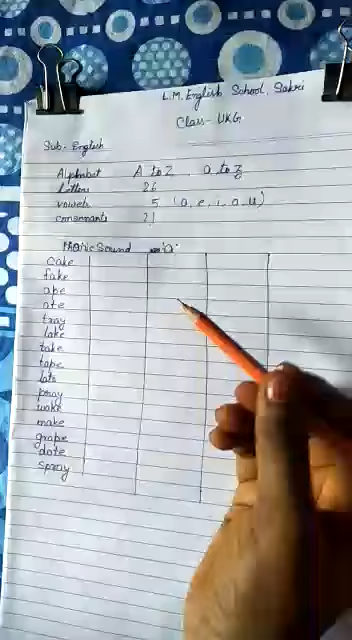 L.M. English School, Sakri
Class- UKG
Sub- English
Alphabet A to Z, a to z
Letters 26
vowels 5 (a, e, i, o, u)
consonants 21
Phonic Sound - 'a'
cake
fake
ape
ate
tray
lake
take
tape
late
pray
wake
make
grape
date
spray